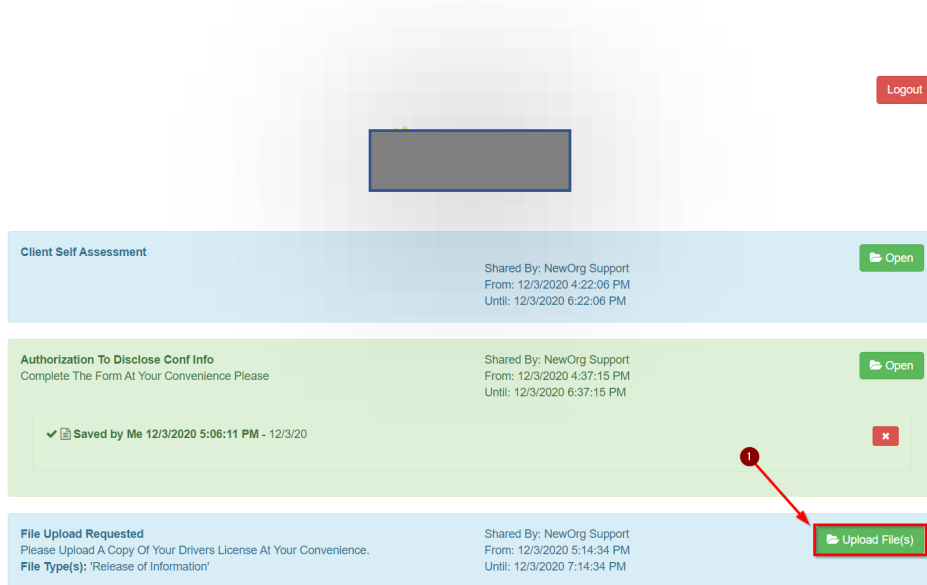 Logout
Client Self Assessment
Shared By: NewOrg Support
From: 12/3/2020 4:22:06 PM
Until: 12/3/2020 6:22:06 PM
Open
Authorization To Disclose Conf Info
Complete The Form At Your Convenience Please
Shared By: NewOrg Support
From: 12/3/2020 4:37:15 PM
Until: 12/3/2020 6:37:15 PM
Open
Saved by Me 12/3/2020 5:06:11 PM - 12/3/20
1
File Upload Requested
Please Upload A Copy Of Your Drivers License At Your Convenience.
File Type(s): 'Release of Information'
Shared By: NewOrg Support
From: 12/3/2020 5:14:34 PM
Until: 12/3/2020 7:14:34 PM
Upload File(s)